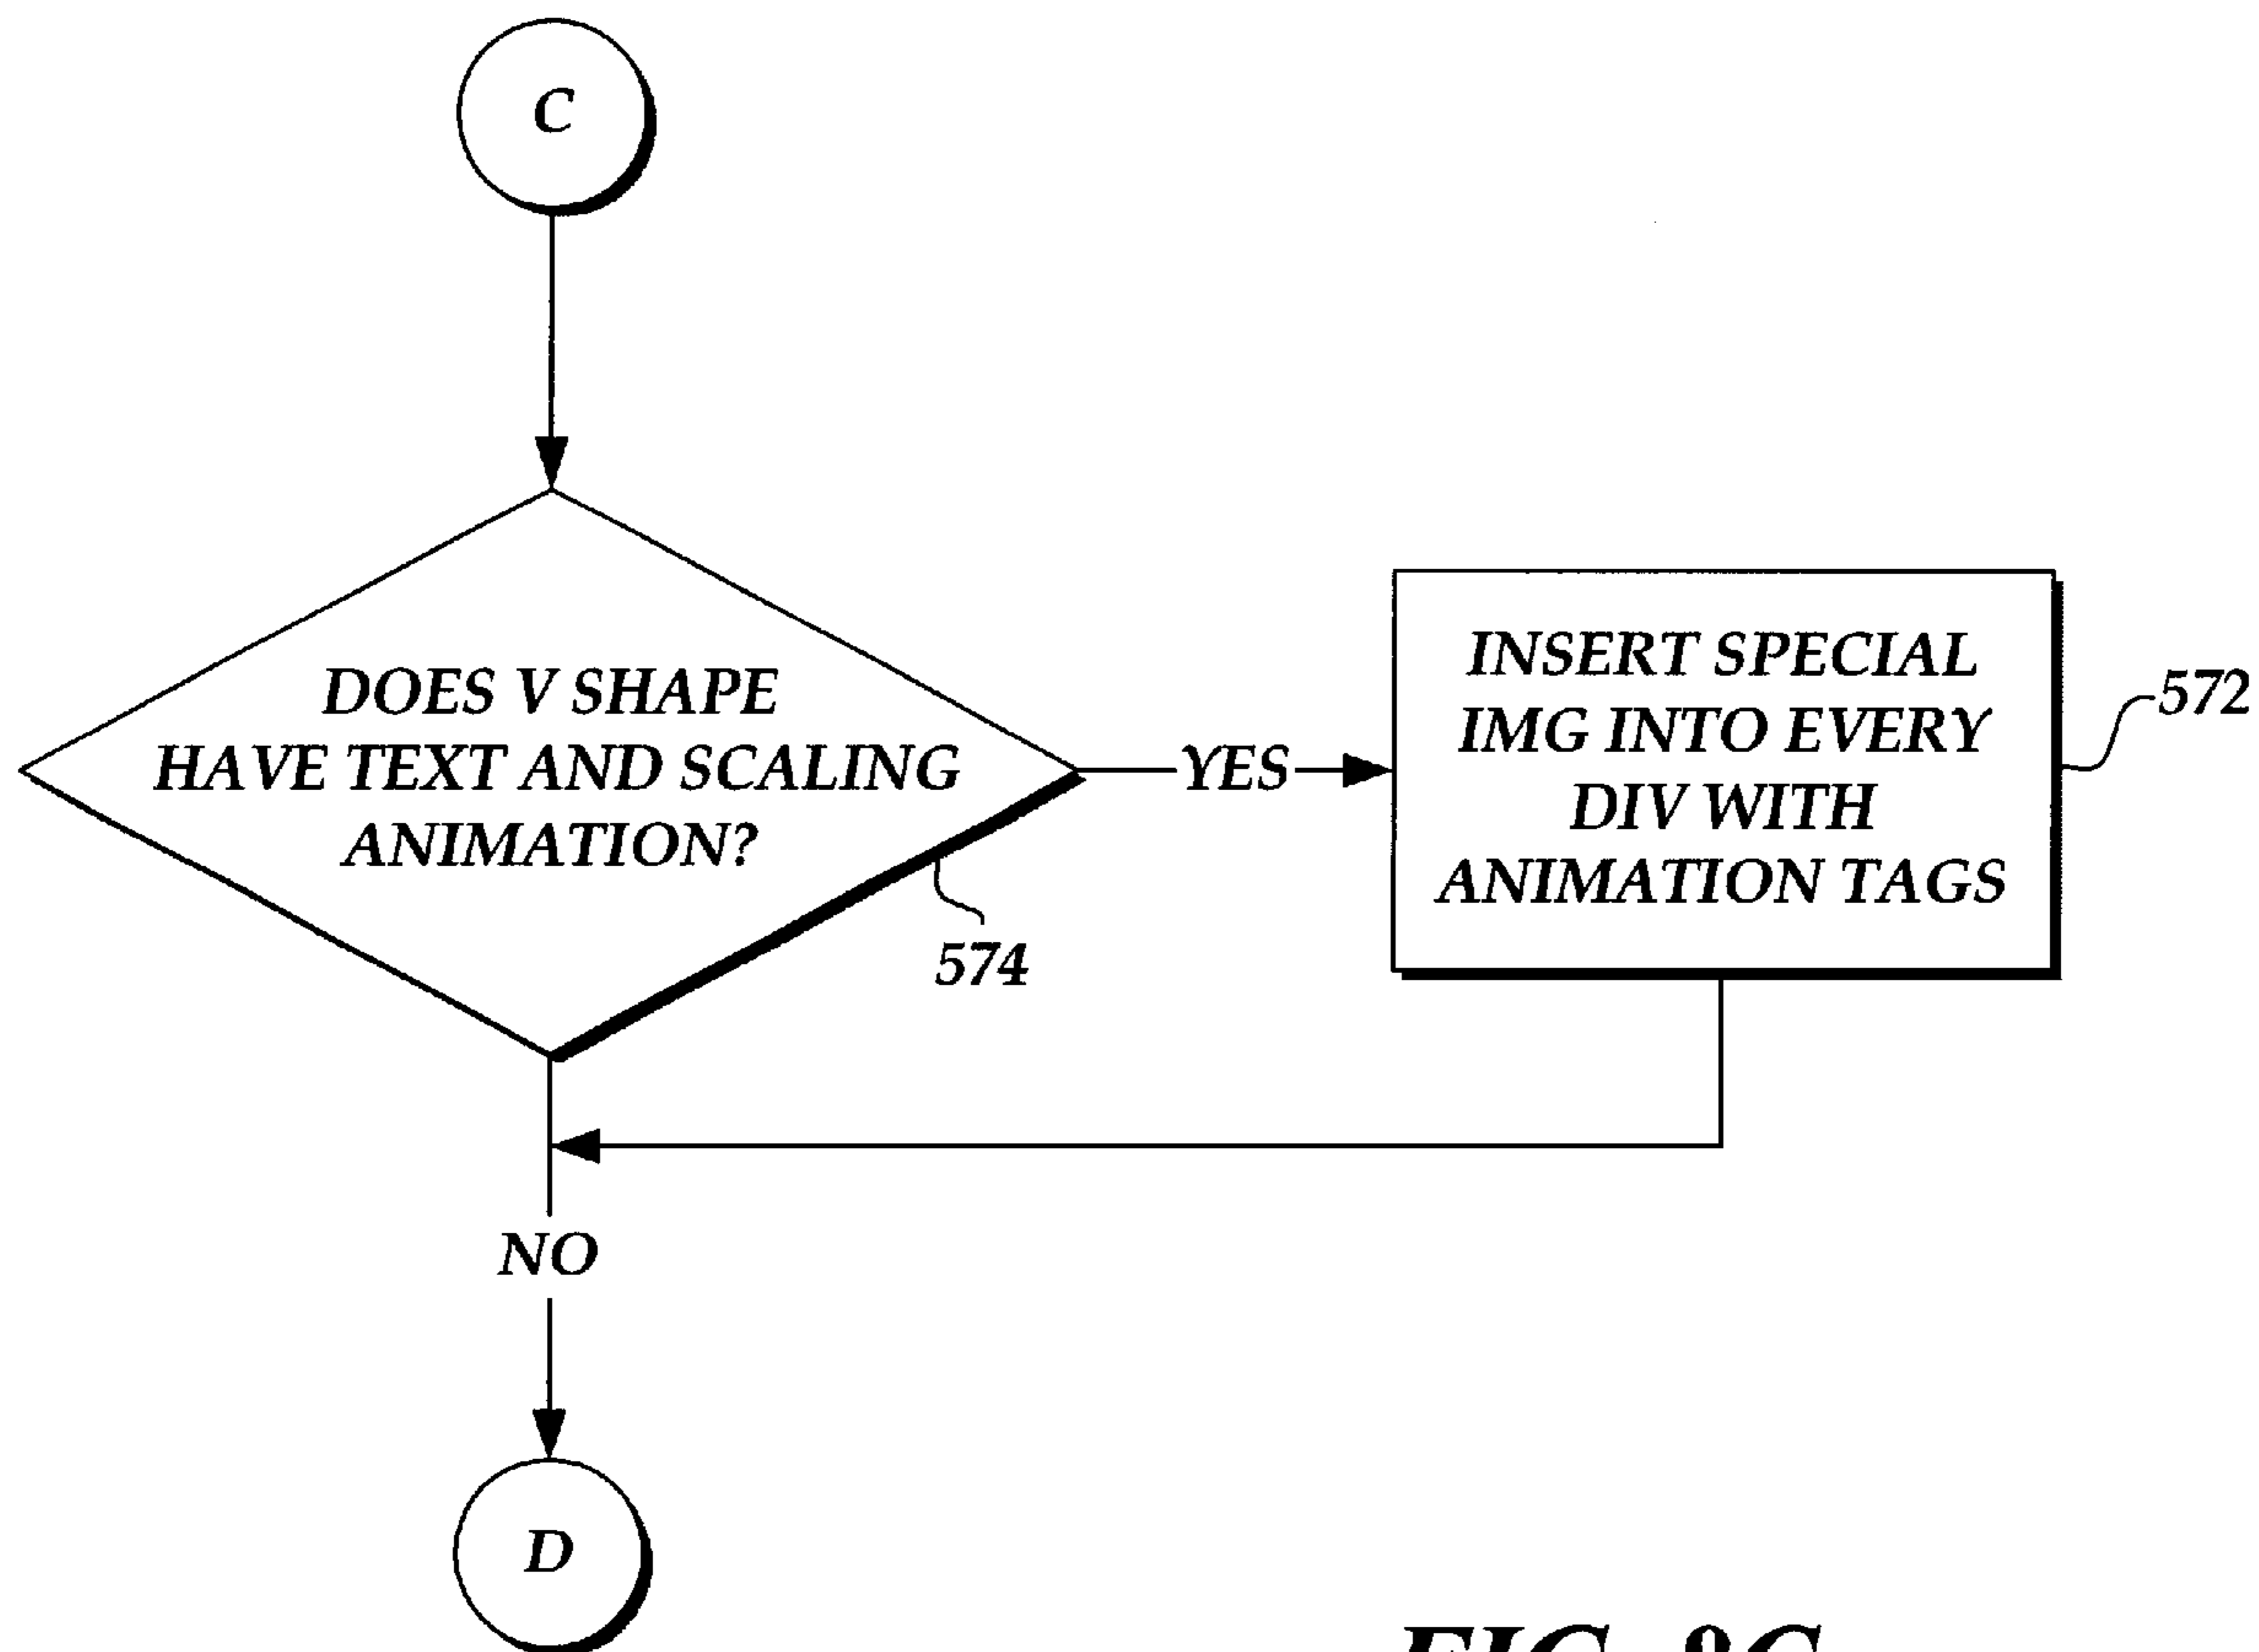 C
DOES V SHAPE
HAVE TEXT AND SCALING
ANIMATION?
574
YES
INSERT SPECIAL
IMG INTO EVERY
DIV WITH
ANIMATION TAGS
572
NO
D